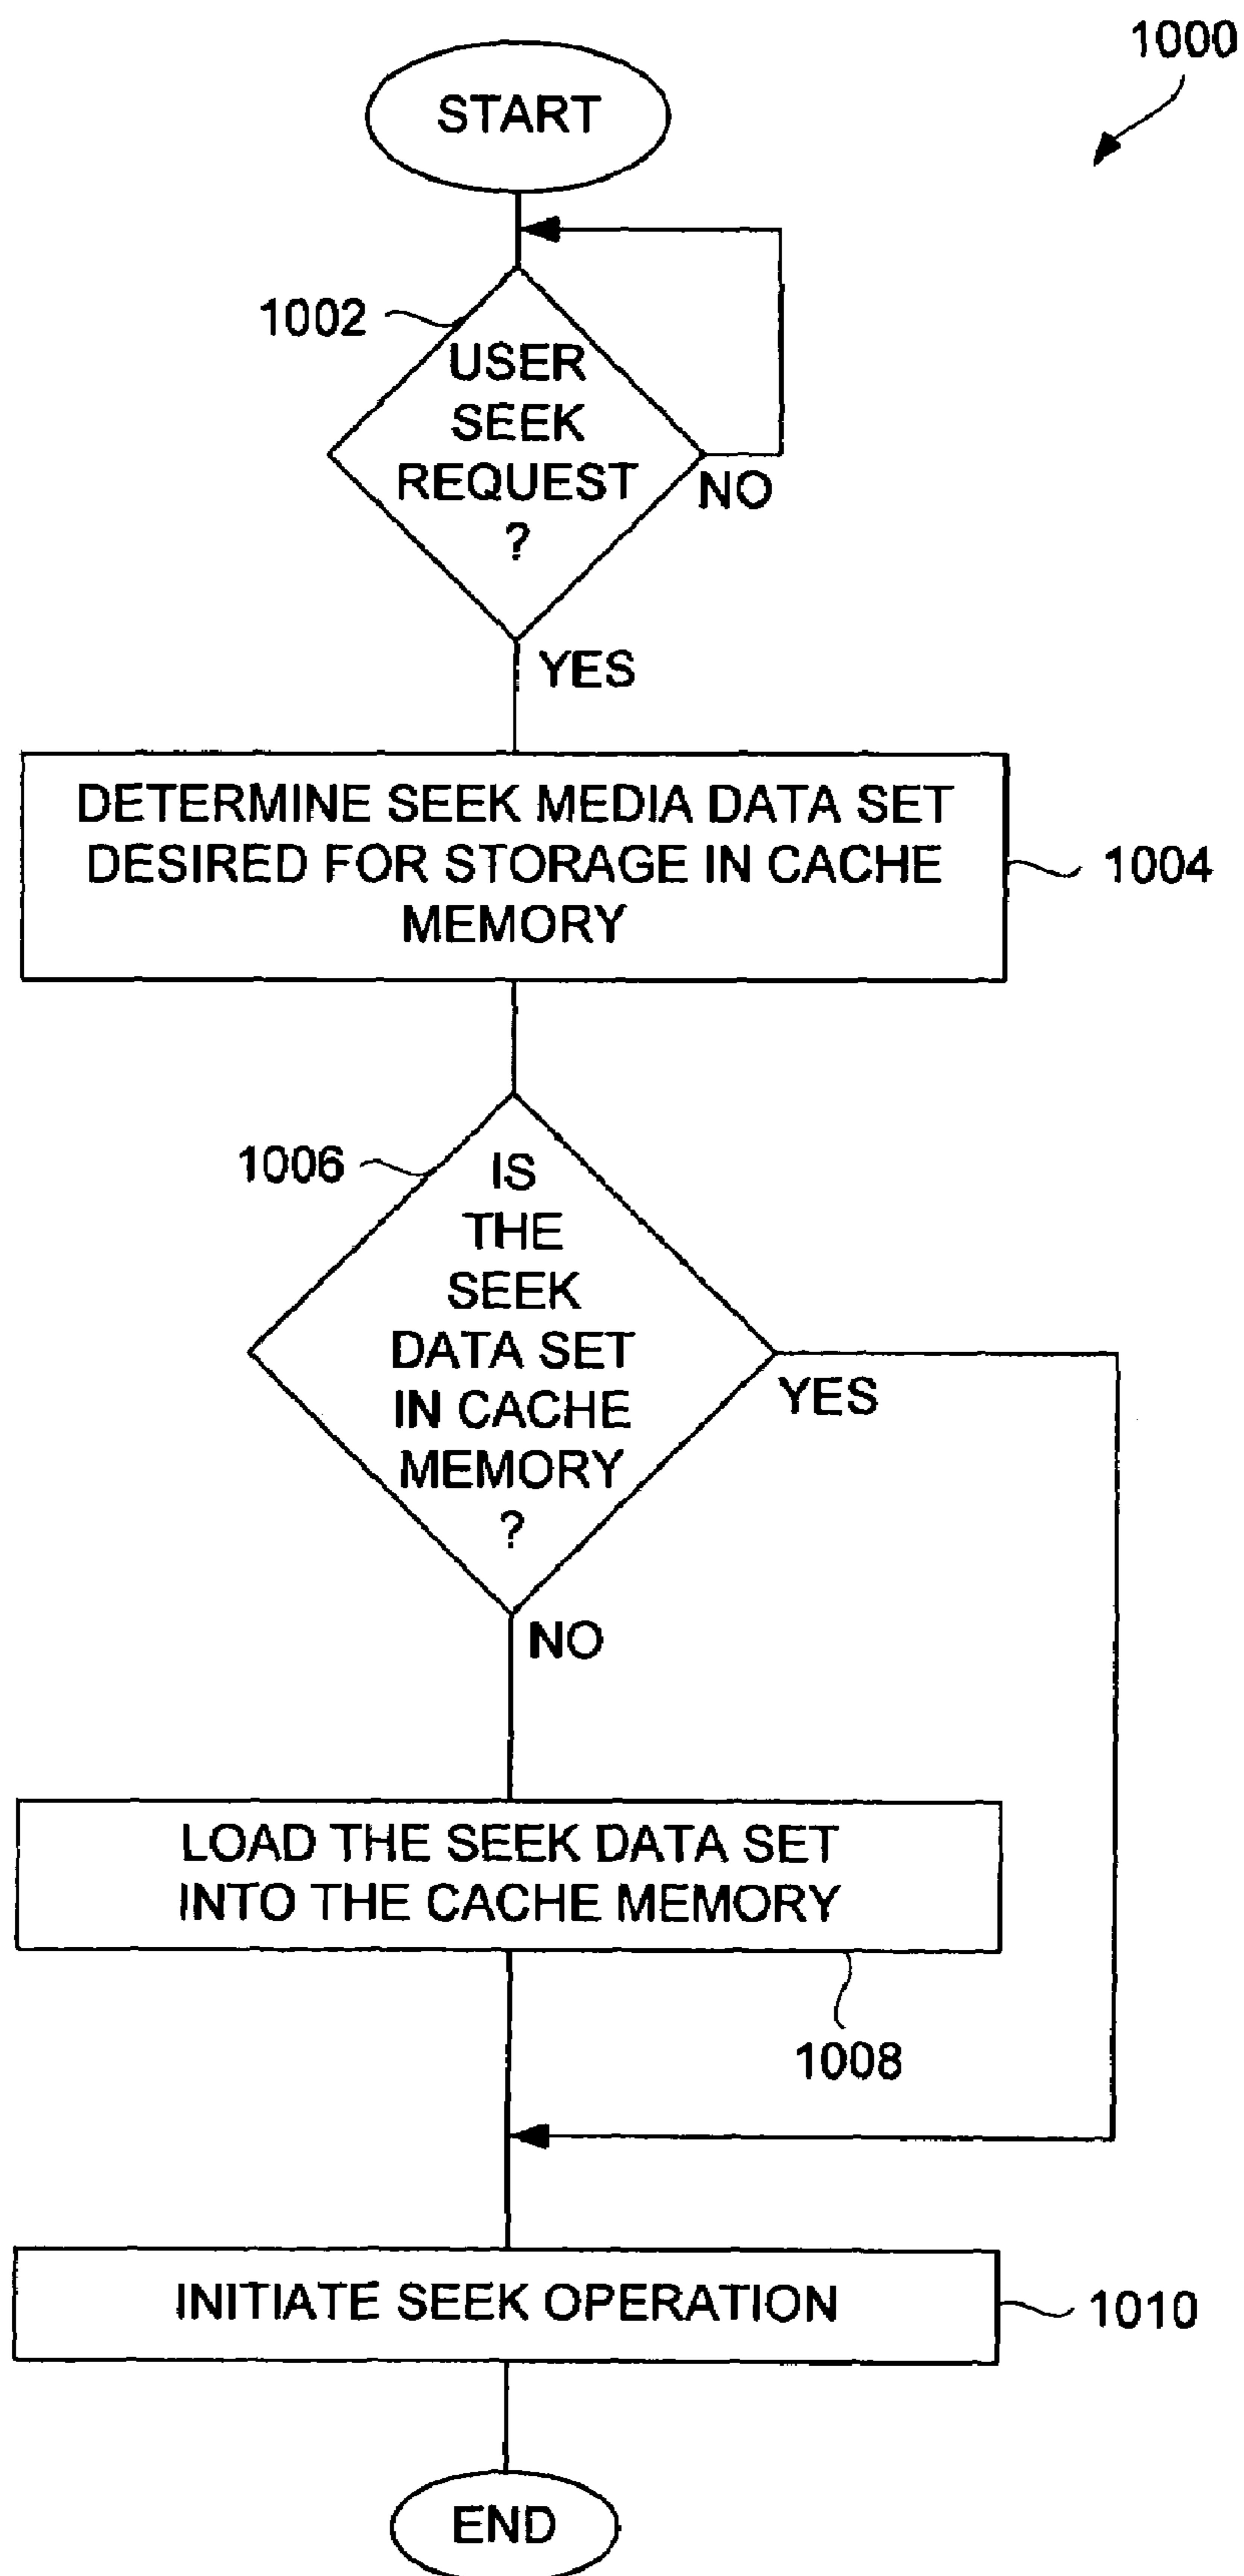 1000
START
1002
USER
SEEK
REQUEST
?
NO
YES
DETERMINE SEEK MEDIA DATA SET
DESIRED FOR STORAGE IN CACHE
MEMORY
1004
1006
IS
THE
SEEK
DATA SET
IN CACHE
MEMORY
?
YES
NO
LOAD THE SEEK DATA SET
INTO THE CACHE MEMORY
1008
INITIATE SEEK OPERATION
1010
END